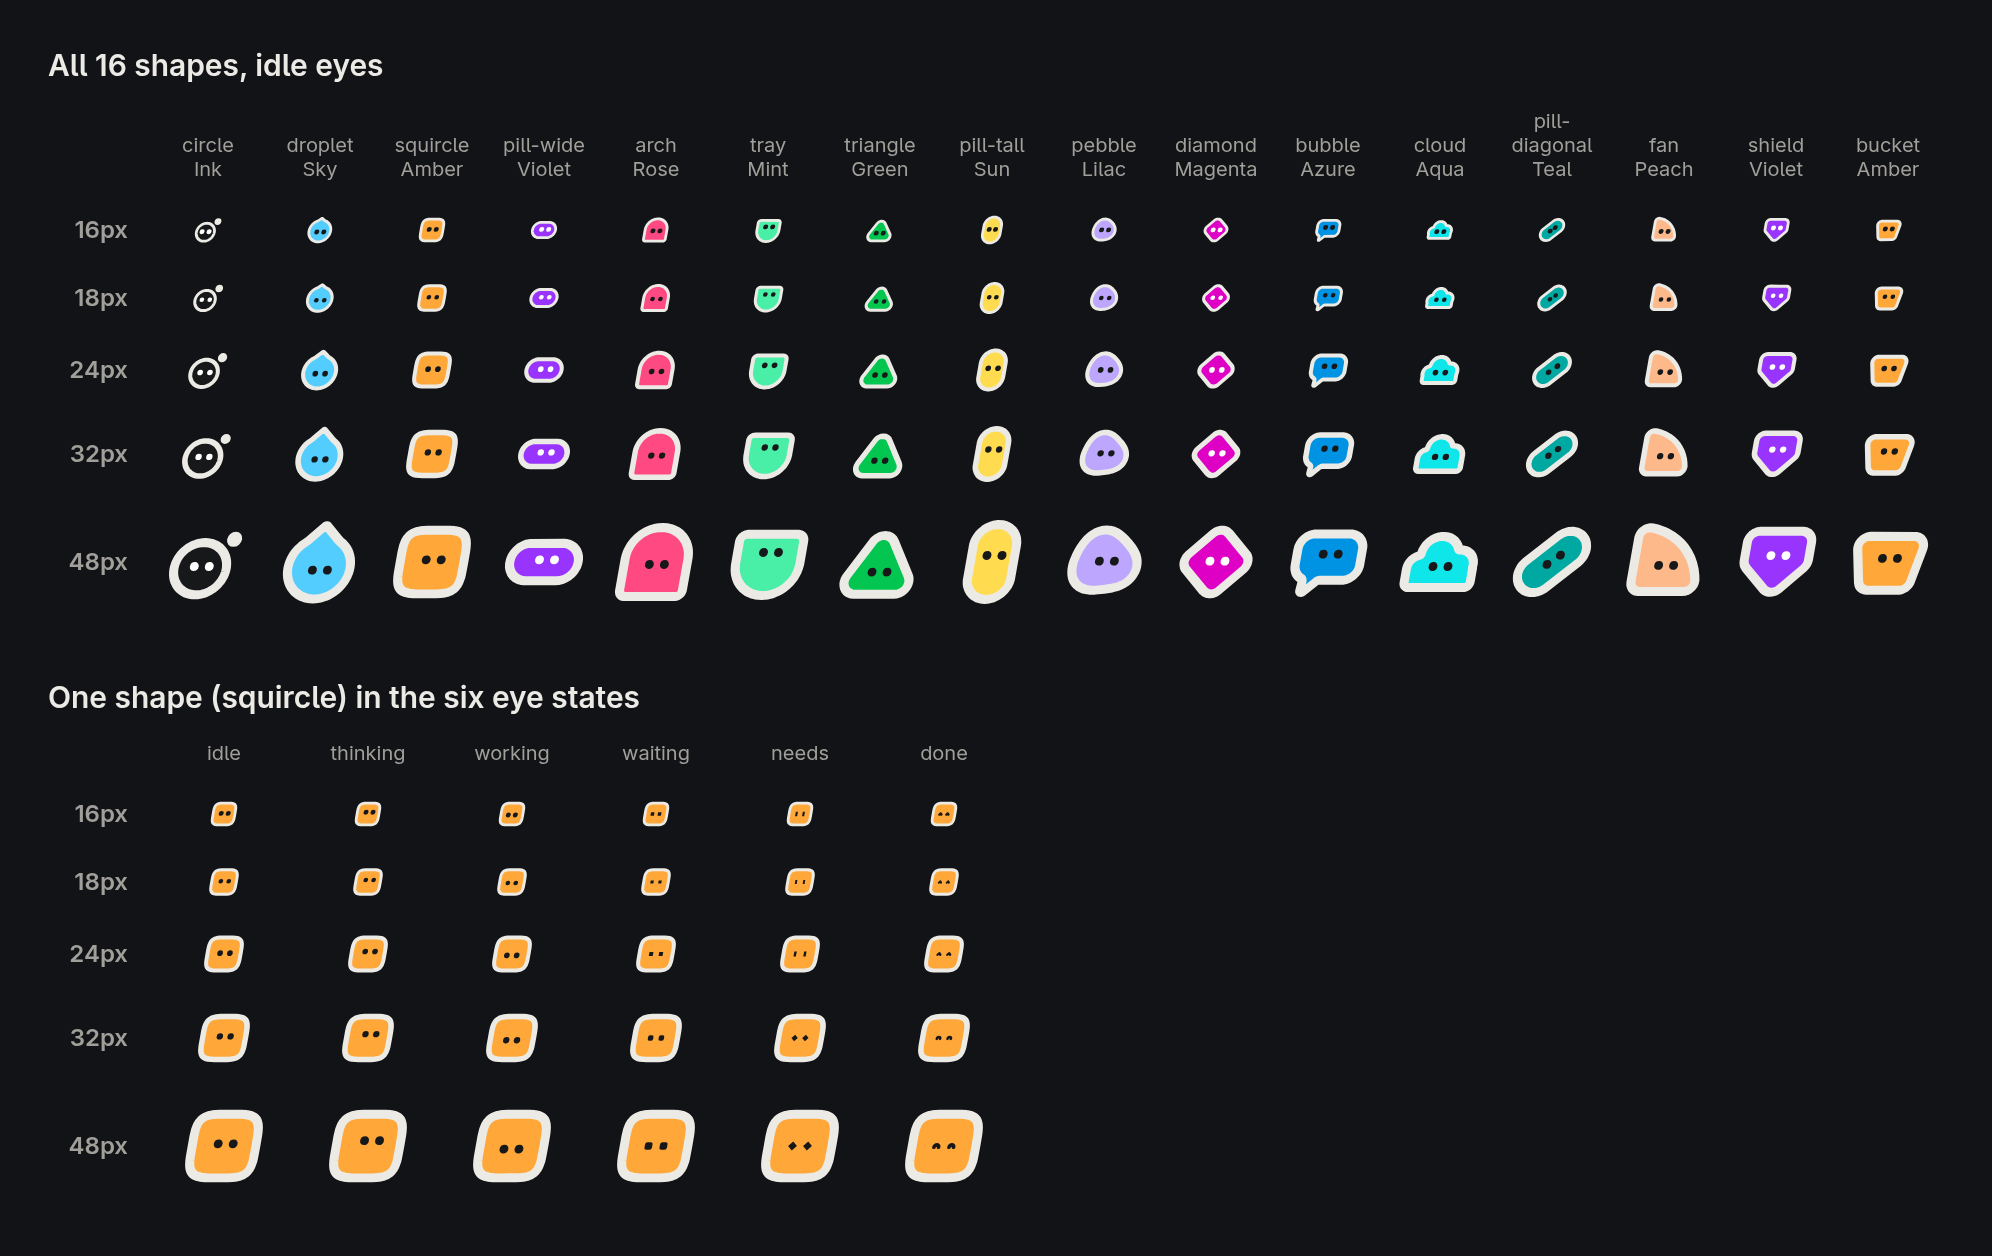 All 16 shapes, idle eyes
circle Ink
droplet Sky
squircle Amber
pill-wide Violet
arch Rose
tray Mint
triangle Green
pill-tall Sun
pebble Lilac
diamond Magenta
bubble Azure
cloud Aqua
pill-diagonal Teal
fan Peach
shield Violet
bucket Amber
16px
18px
24px
32px
48px
One shape (squircle) in the six eye states
idle thinking working waiting needs done
16px
18px
24px
32px
48px